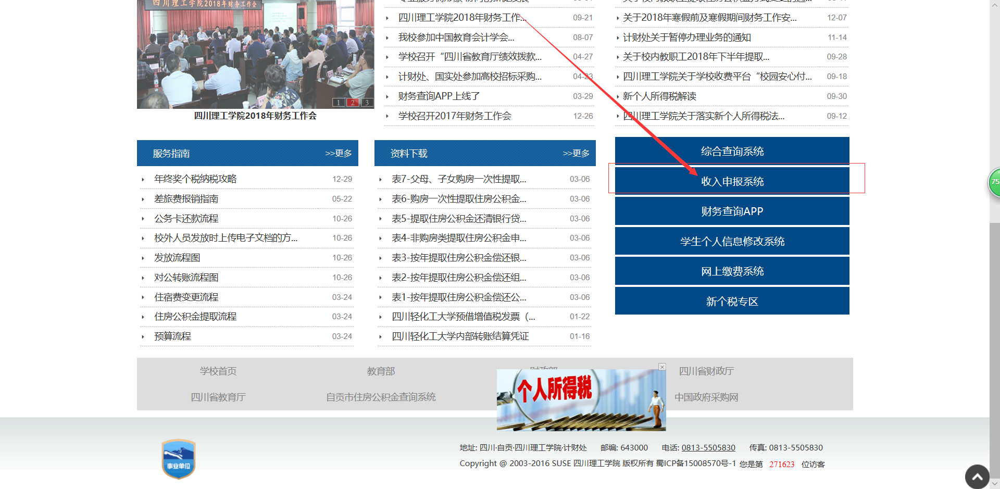 四川理工学院2018年财务工作会
1 2 3
四川理工学院2018年财务工作会
四川理工学院2018年财务工作... 09-21
我校参加中国教育会计学会... 08-07
学校召开“四川省教育厅绩效拨款... 04-27
计财处、国实处参加高校招标采购... 04-23
财务查询APP上线了 03-29
学校召开2017年财务工作会 12-26
关于2018年寒假前及寒假期间财务工作安... 12-07
计财处关于暂停办理业务的通知 11-14
关于校内教职工2018年下半年提取... 09-28
四川理工学院关于学校收费平台“校园安心付... 09-18
新个人所得税解读 09-30
四川理工学院关于落实新个人所得税法... 09-12
服务指南 >>更多
年终奖个税纳税攻略 12-29
差旅费报销指南 05-22
公务卡还款流程 10-26
校外人员发放时上传电子文档的方... 10-26
发放流程图 10-26
对公转账流程图 10-26
住宿费变更流程 03-24
住房公积金提取流程 03-24
预算流程 03-24
资料下载 >>更多
表7-父母、子女购房一次性提取... 03-06
表6-购房一次性提取住房公积金... 03-06
表5-提取住房公积金还清银行贷... 03-06
表4-非购房类提取住房公积金申... 03-06
表3-按年提取住房公积金偿还银... 03-06
表2-按年提取住房公积金偿还组... 03-06
表1-按年提取住房公积金偿还公... 03-06
四川轻化工大学预借增值税发票（... 01-22
四川轻化工大学内部转账结算凭证 01-16
综合查询系统
收入申报系统
财务查询APP
学生个人信息修改系统
网上缴费系统
新个税专区
75
学校首页 教育部 财政部 四川省财政厅
四川省教育厅 自贡市住房公积金查询系统 中国政府采购网
个人所得税
事业单位
地址: 四川·自贡·四川理工学院·计财处 邮编: 643000 电话: 0813-5505830 传真: 0813-5505830
Copyright @ 2003-2016 SUSE 四川理工学院 版权所有 蜀ICP备15008570号-1 您是第 271623 位访客